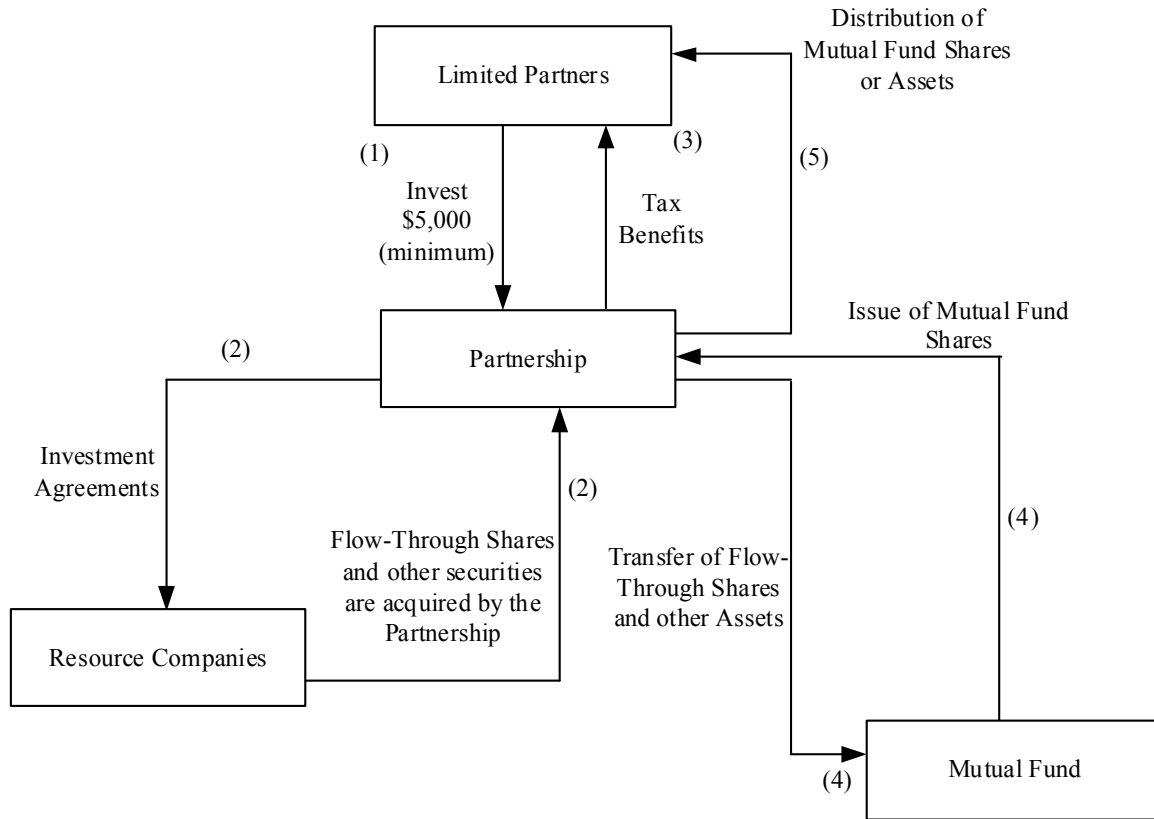 Distribution of
Mutual Fund Shares
or Assets
Limited Partners
(1)
(3)
(5)
Invest
$5,000
(minimum)
Tax
Benefits
Issue of Mutual Fund
Shares
(2)
Partnership
Investment
Agreements
(2)
(4)
Flow-Through Shares
and other securities
are acquired by the
Partnership
Transfer of Flow-
Through Shares
and other Assets
Resource Companies
(4)
Mutual Fund